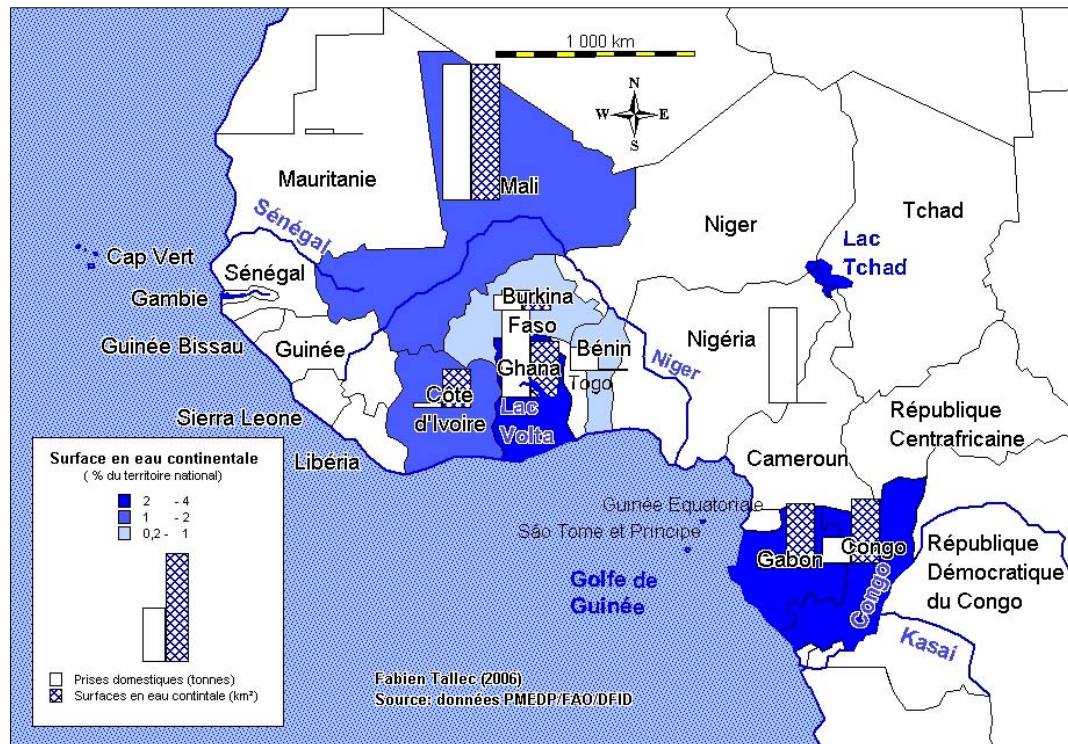 1 000 km
N
W E
S
Mauritanie
Mali
Niger
Tchad
Sénégal
Lac
Tchad
Cap Vert
Sénégal
Gambie
Burkina
Faso
Guinée Bissau
Guinée
Bénin
Nigéria
Niger
Ghana
Togo
Côte
d'Ivoire
Lac
Volta
Sierra Leone
Libéria
République
Centrafricaine
Cameroun
Guinée Equatoriale
São Tome et Principe
Gabon
Congo
Congo
République
Démocratique
du Congo
Golfe de
Guinée
Kasaí
Surface en eau continentale
( % du territoire national)
2 - 4
1 - 2
0,2 - 1
Prises domestiques (tonnes)
Surfaces en eau contintale (km²)
Fabien Tallec (2006)
Source: données PMEDP/FAO/DFID